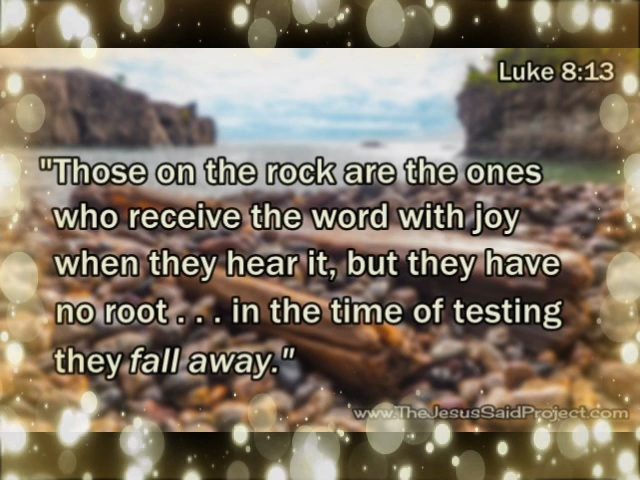 Luke 8:13
"Those on the rock are the ones
who receive the word with joy
when they hear it, but they have
no root . . . in the time of testing
they fall away."
www.TheJesusSaidProject.com